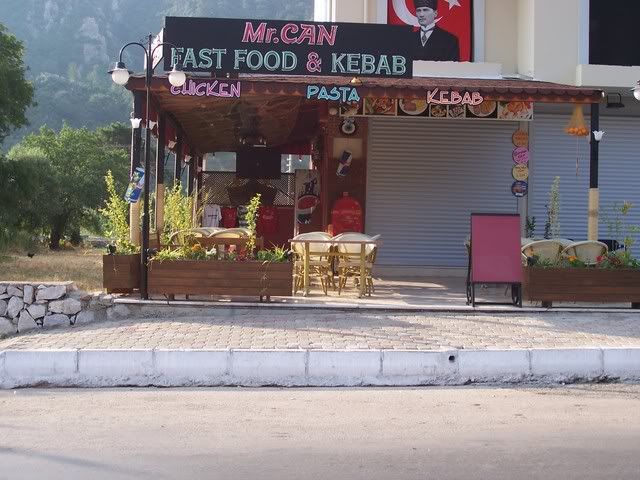 Mr.CAN
FAST FOOD & KEBAB
CHICKEN
PASTA
KEBAB